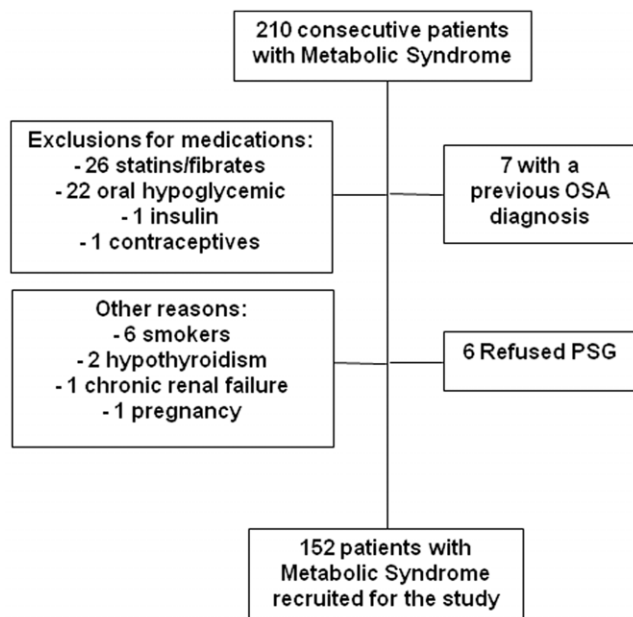 210 consecutive patients
with Metabolic Syndrome
Exclusions for medications:
- 26 statins/fibrates
- 22 oral hypoglycemic
- 1 insulin
- 1 contraceptives
7 with a
previous OSA
diagnosis
Other reasons:
- 6 smokers
- 2 hypothyroidism
- 1 chronic renal failure
- 1 pregnancy
6 Refused PSG
152 patients with
Metabolic Syndrome
recruited for the study